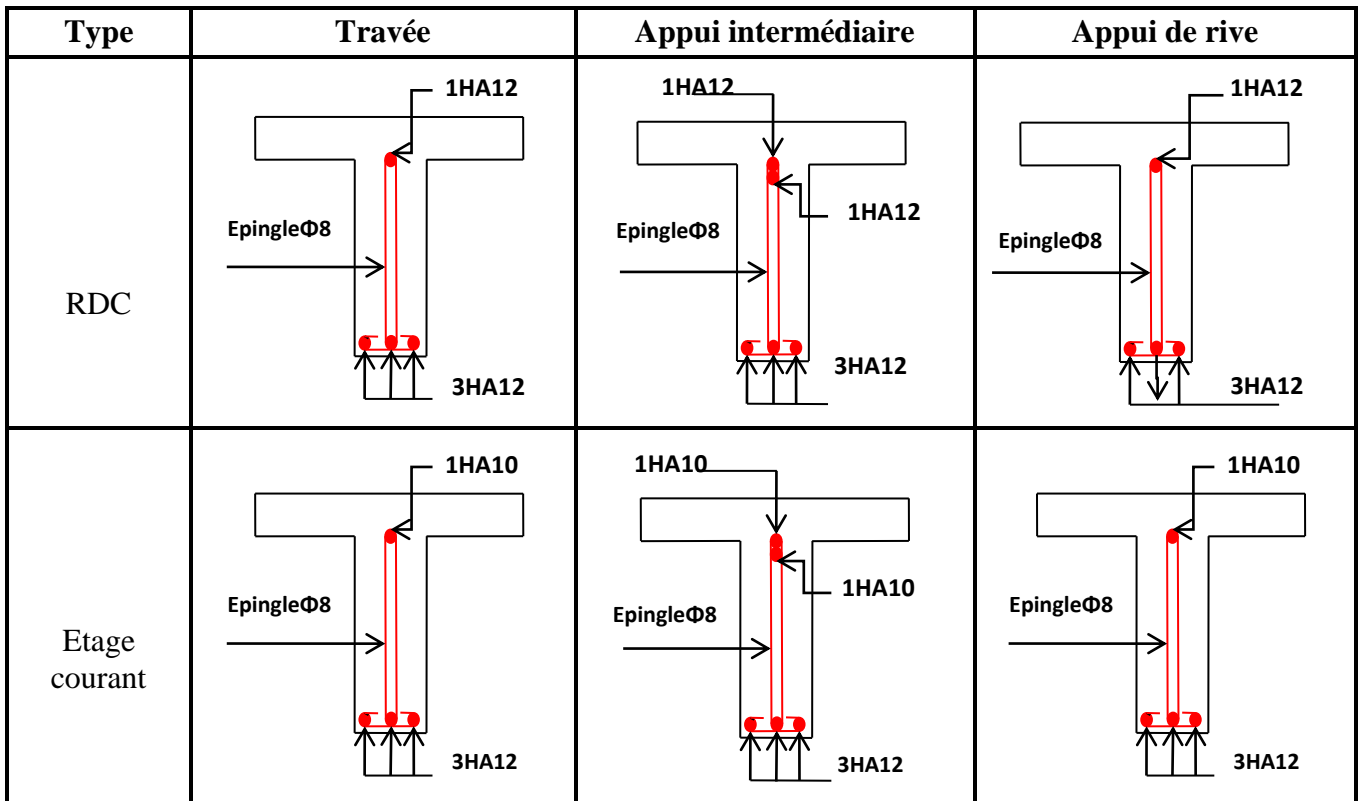 Type
Travée
Appui intermédiaire
Appui de rive
RDC
1HA12
EpingleΦ8
3HA12
1HA12
1HA12
EpingleΦ8
3HA12
1HA12
EpingleΦ8
3HA12
Etage
courant
1HA10
EpingleΦ8
3HA12
1HA10
1HA10
EpingleΦ8
3HA12
1HA10
EpingleΦ8
3HA12